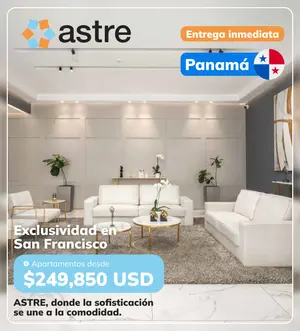 astre
Entrega inmediata
Panamá
Exclusividad en
San Francisco
Apartamentos desde
$249,850 USD
ASTRE, donde la sofisticación
se une a la comodidad.